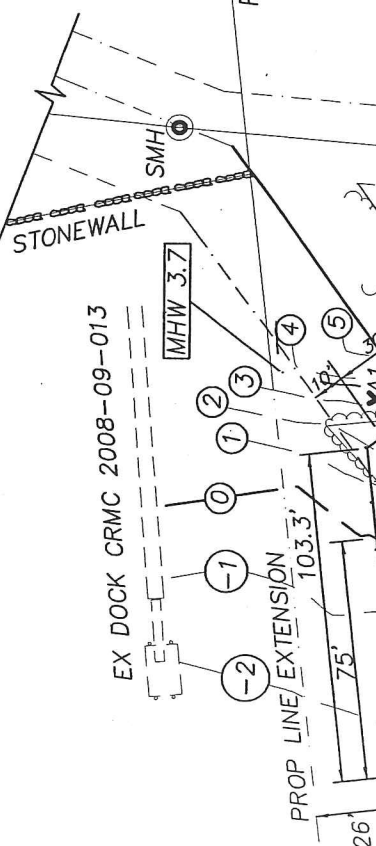 STONEWALL
SMH
EX DOCK CRMC 2008-09-013
MHW 3.7
5
4
3
2
1
0
-1
-2
10'
PROP LINE EXTENSION
103.3'
75'
26'